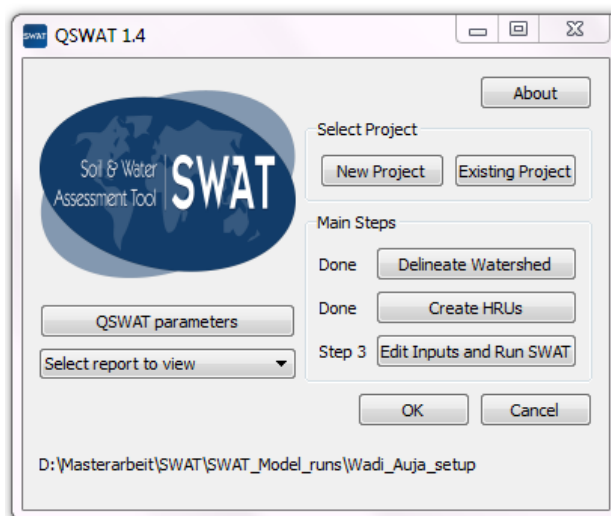 SWAT QSWAT 1.4
About
Select Project
New Project Existing Project
Soil & Water
Assessment Tool
SWAT
Main Steps
Done Delineate Watershed
Done Create HRUs
Step 3 Edit Inputs and Run SWAT
QSWAT parameters
Select report to view
OK Cancel
D:\Masterarbeit\SWAT\SWAT_Model_runs\Wadi_Auja_setup